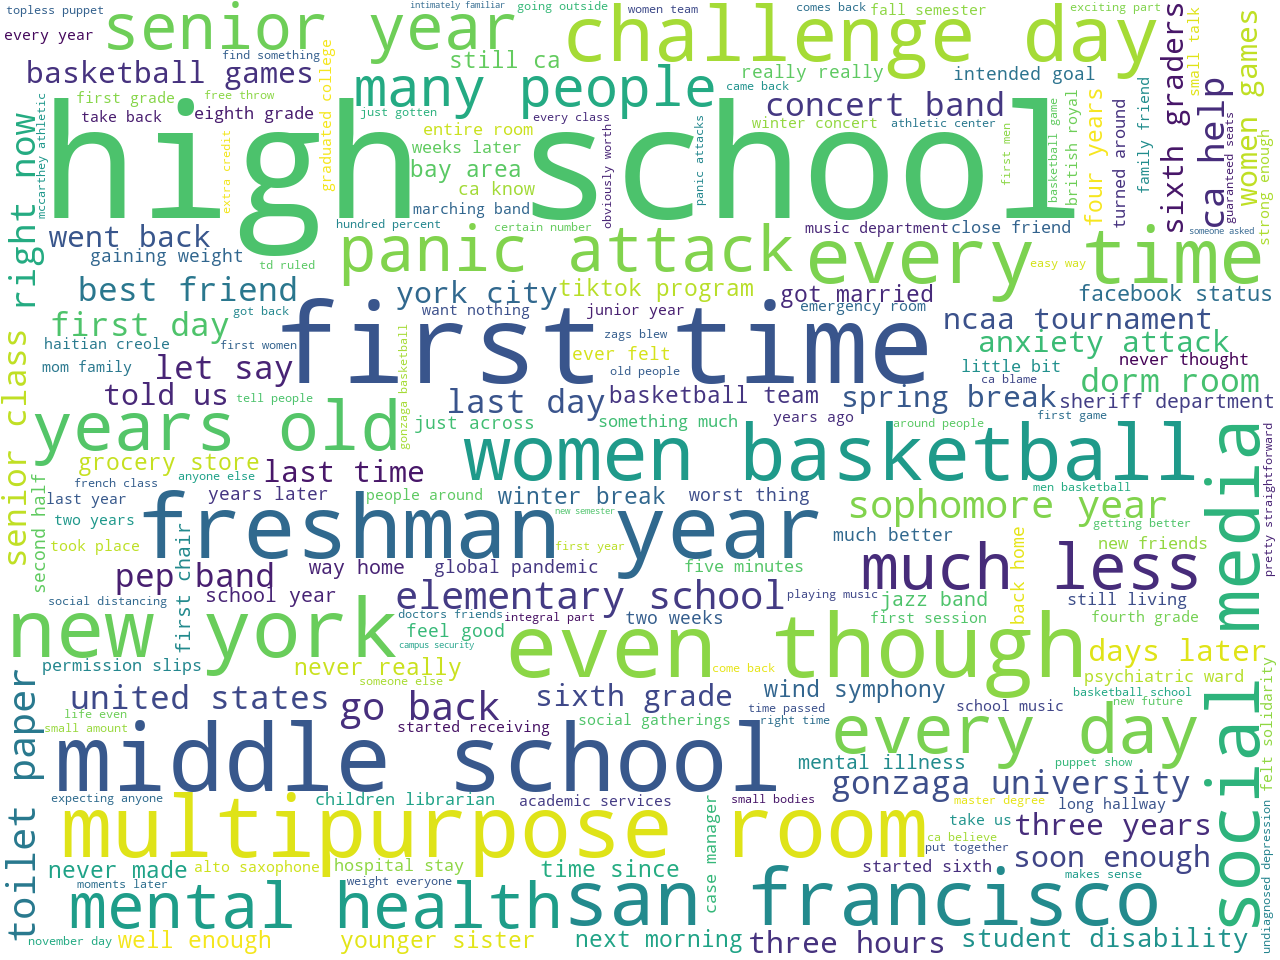 topless puppet
senior year
intimately familiar
going outside
women team
challenge day
comes back
fall semester
exciting part
every year
find something
still ca
really really
intended goal
sixth graders
small talk
women games
basketball games
many people
came back
concert band
ca help
first grade
free throw
graduated college
just gotten
every class
take back
eighth grade
high school
entire room
winter concert
athletic center
first men
basketball game
british royal
four years
turned around
family friend
guaranteed seats
strong enough
right now
mccarthey athletic
extra credit
weeks later
bay area
ca know
obviously worth
panic attacks
marching band
hundred percent
certain number
music department
close friend
someone asked
went back
gaining weight
td ruled
panic attack
every time
easy way
best friend
york city
tiktok program
got married
facebook status
got back
want nothing
junior year
emergency room
first day
first time
ncaa tournament
haitian creole
first women
zags blew
anxiety attack
mom family
let say
ever felt
old people
little bit
never thought
ca blame
dorm room
senior class
told us
tell people
gonzaga basketball
last day
basketball team
spring break
sheriff department
years old
just across
something much
years ago
around people
first game
women basketball
grocery store
anyone else
last time
french class
men basketball
pretty straightforward
second half
last year
years later
people around
winter break
worst thing
sophomore year
two years
freshman year
new semester
getting better
took place
first chair
first year
much better
back home
new friends
social media
pep band
way home
global pandemic
five minutes
much less
social distancing
school year
elementary school
playing music
jazz band
still living
doctors friends
integral part
two weeks
first session
fourth grade
new york
feel good
campus security
even though
days later
permission slips
never really
come back
psychiatric ward
someone else
toilet paper
united states
go back
sixth grade
wind symphony
basketball school
life even
time passed
school music
new future
small amount
started receiving
social gatherings
right time
every day
felt solidarity
middle school
mental illness
puppet show
gonzaga university
expecting anyone
children librarian
academic services
small bodies
master degree
long hallway
multipurpose room
case manager
take us
three years
ca believe
put together
never made
alto saxophone
hospital stay
time since
started sixth
soon enough
moments later
weight everyone
makes sense
mental health
san francisco
undiagnosed depression
november day
well enough
younger sister
next morning
three hours
student disability